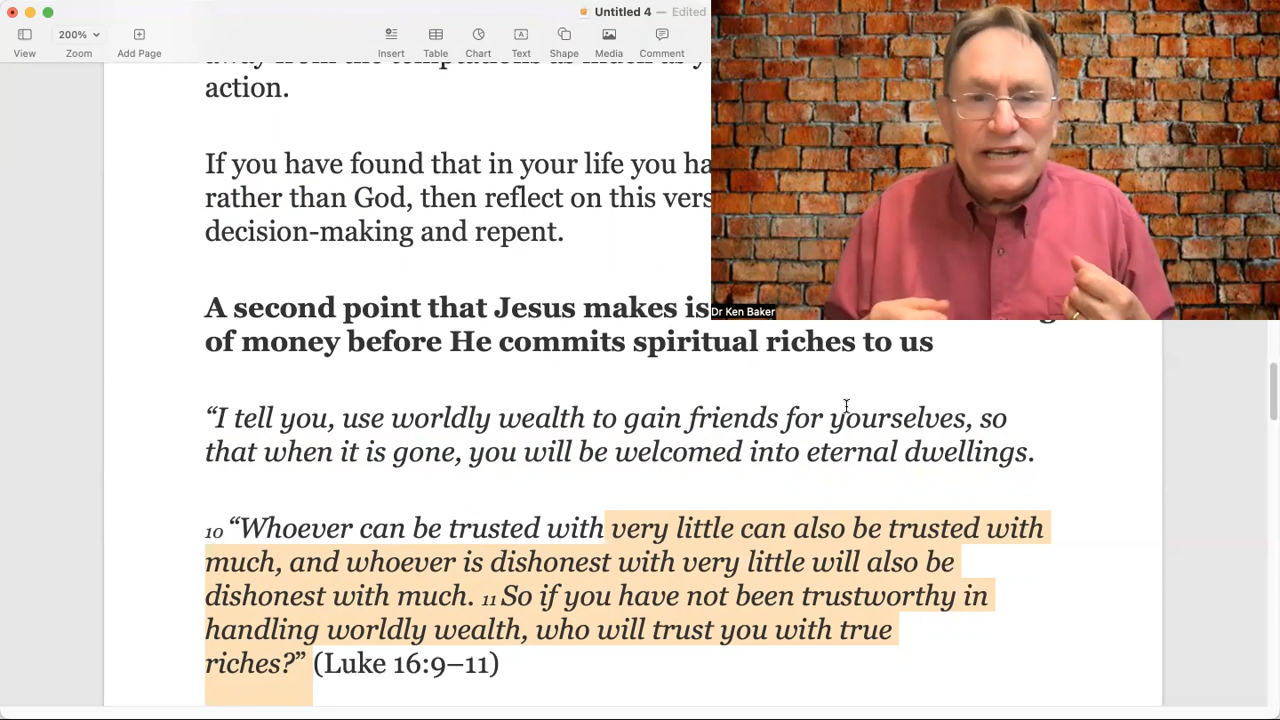 Untitled 4 — Edited
200%
View
Zoom
Add Page
Insert
Table
Chart
Text
Shape
Media
Comment
action.
If you have found that in your life you ha
rather than God, then reflect on this vers
decision-making and repent.
Dr Ken Baker
A second point that Jesus makes is
of money before He commits spiritual riches to us
“I tell you, use worldly wealth to gain friends for yourselves, so
that when it is gone, you will be welcomed into eternal dwellings.
10 “Whoever can be trusted with very little can also be trusted with
much, and whoever is dishonest with very little will also be
dishonest with much. 11 So if you have not been trustworthy in
handling worldly wealth, who will trust you with true
riches?” (Luke 16:9–11)